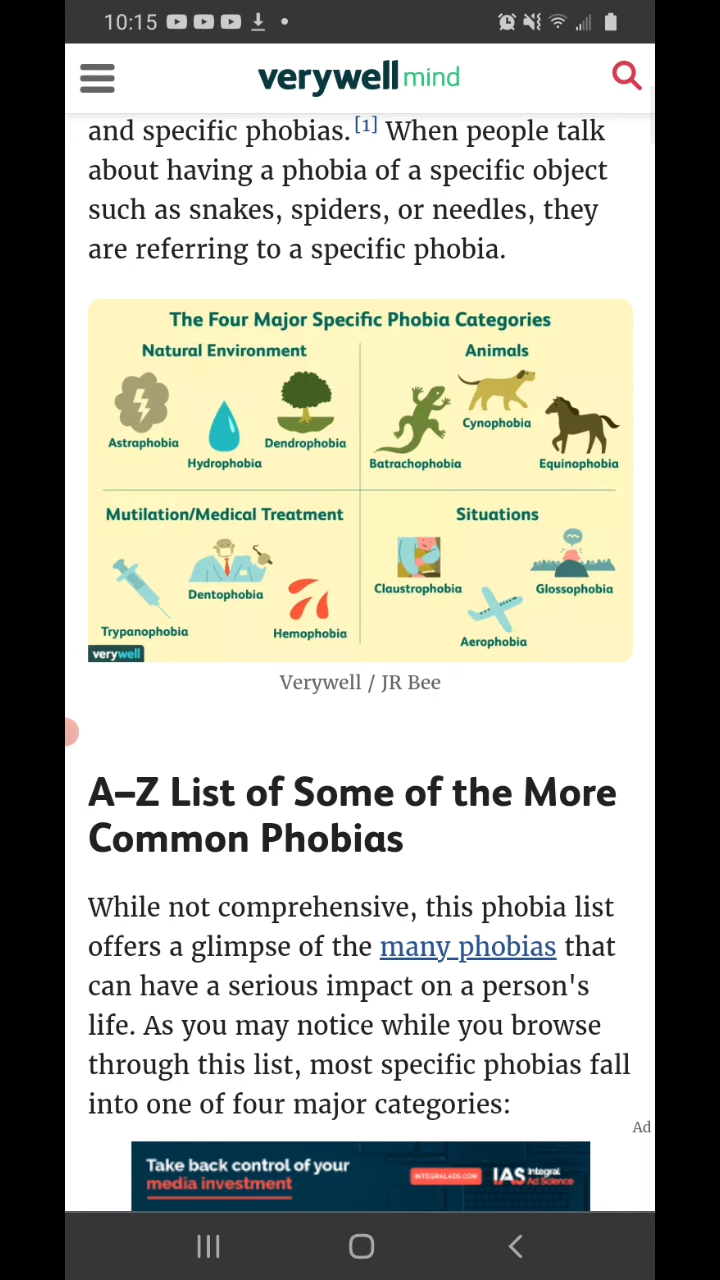 10:15
verywell mind
and specific phobias. [1] When people talk
about having a phobia of a specific object
such as snakes, spiders, or needles, they
are referring to a specific phobia.
The Four Major Specific Phobia Categories
Natural Environment
Astraphobia
Hydrophobia
Dendrophobia
Animals
Batrachophobia
Cynophobia
Equinophobia
Mutilation/Medical Treatment
Trypanophobia
Dentophobia
Hemophobia
Situations
Claustrophobia
Aerophobia
Glossophobia
verywell
Verywell / JR Bee
A–Z List of Some of the More
Common Phobias
While not comprehensive, this phobia list
offers a glimpse of the many phobias that
can have a serious impact on a person's
life. As you may notice while you browse
through this list, most specific phobias fall
into one of four major categories:
Ad
Take back control of your
media investment
INTEGRALADS.COM
IAS Integral
Ad Science